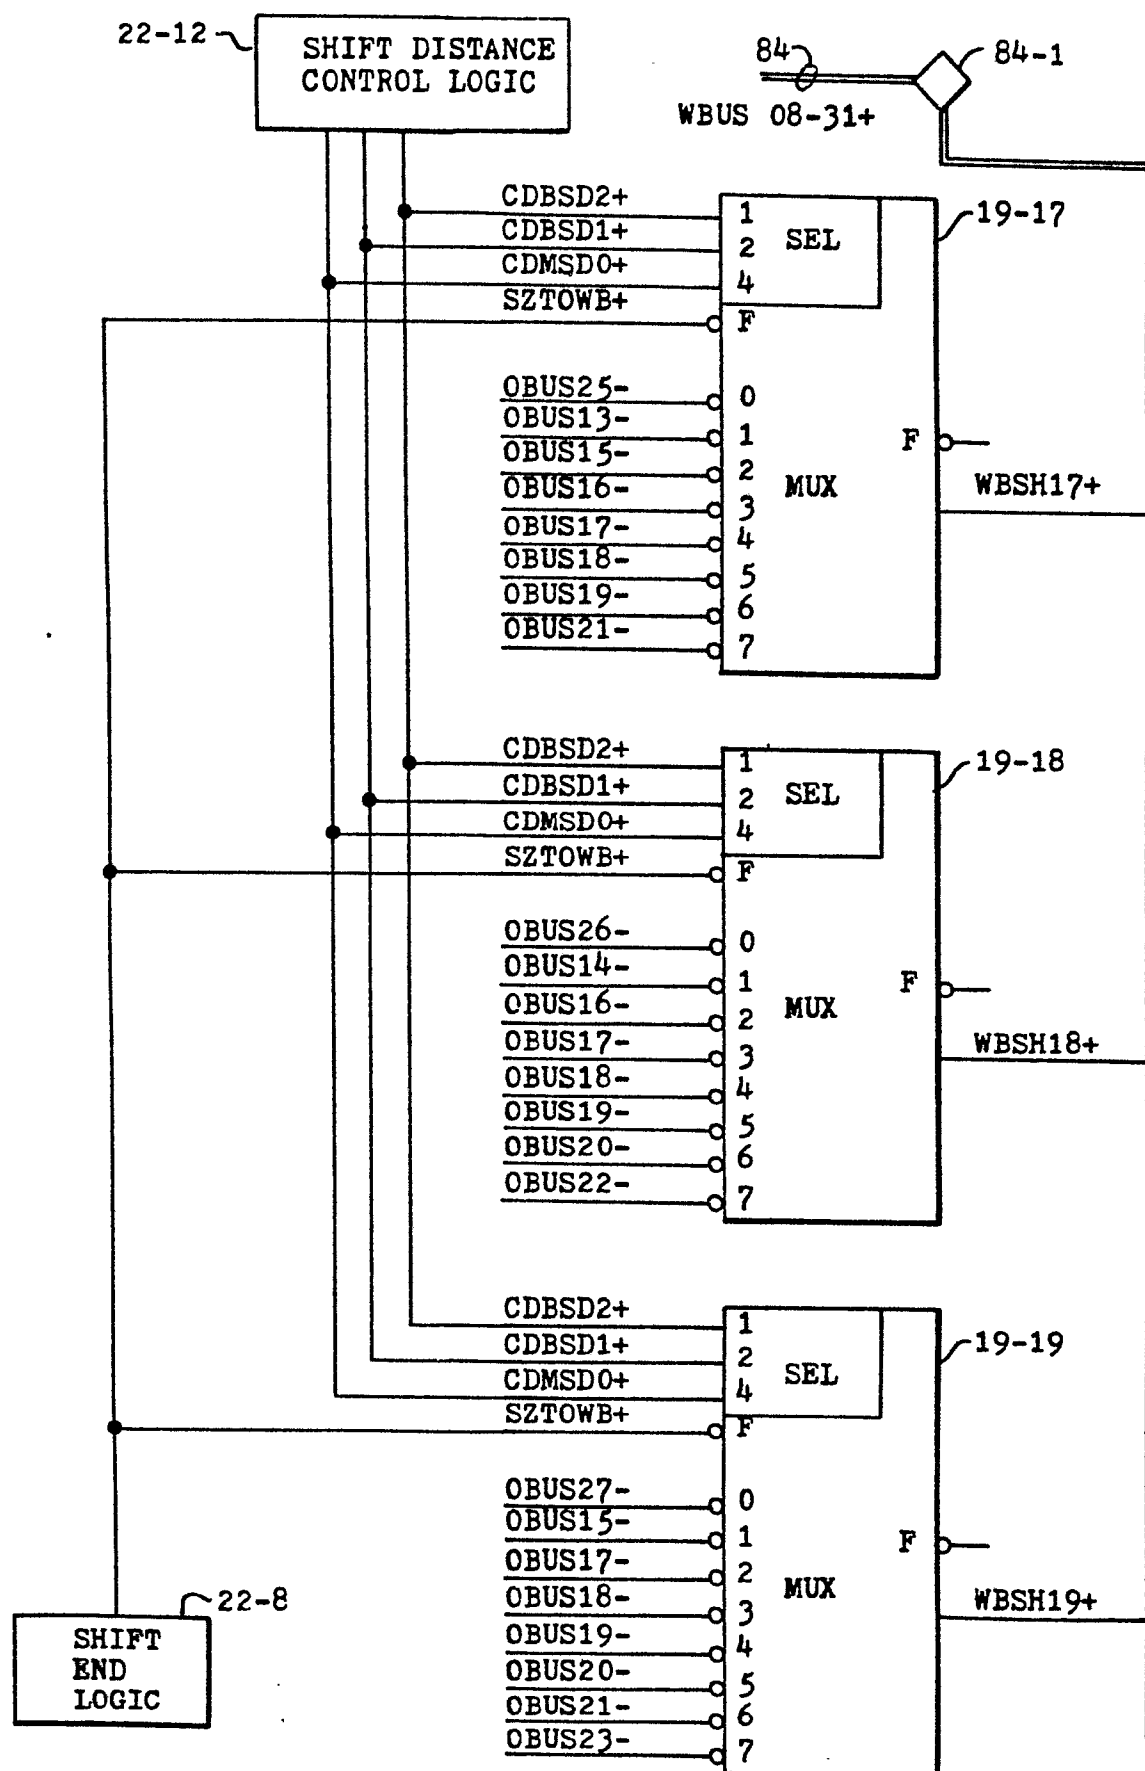 22-12
SHIFT DISTANCE
CONTROL LOGIC
84
84-1
WBUS 08-31+
CDBSD2+
CDBSD1+
CDMSD0+
SZTOWB+
1
2
4
SEL
F
19-17
OBUS25-
OBUS13-
OBUS15-
OBUS16-
OBUS17-
OBUS18-
OBUS19-
OBUS21-
0
1
2
3
4
5
6
7
MUX
F
WBSH17+
CDBSD2+
CDBSD1+
CDMSD0+
SZTOWB+
1
2
4
SEL
F
19-18
OBUS26-
OBUS14-
OBUS16-
OBUS17-
OBUS18-
OBUS19-
OBUS20-
OBUS22-
0
1
2
3
4
5
6
7
MUX
F
WBSH18+
CDBSD2+
CDBSD1+
CDMSD0+
SZTOWB+
1
2
4
SEL
F
19-19
OBUS27-
OBUS15-
OBUS17-
OBUS18-
OBUS19-
OBUS20-
OBUS21-
OBUS23-
0
1
2
3
4
5
6
7
MUX
F
WBSH19+
22-8
SHIFT
END
LOGIC